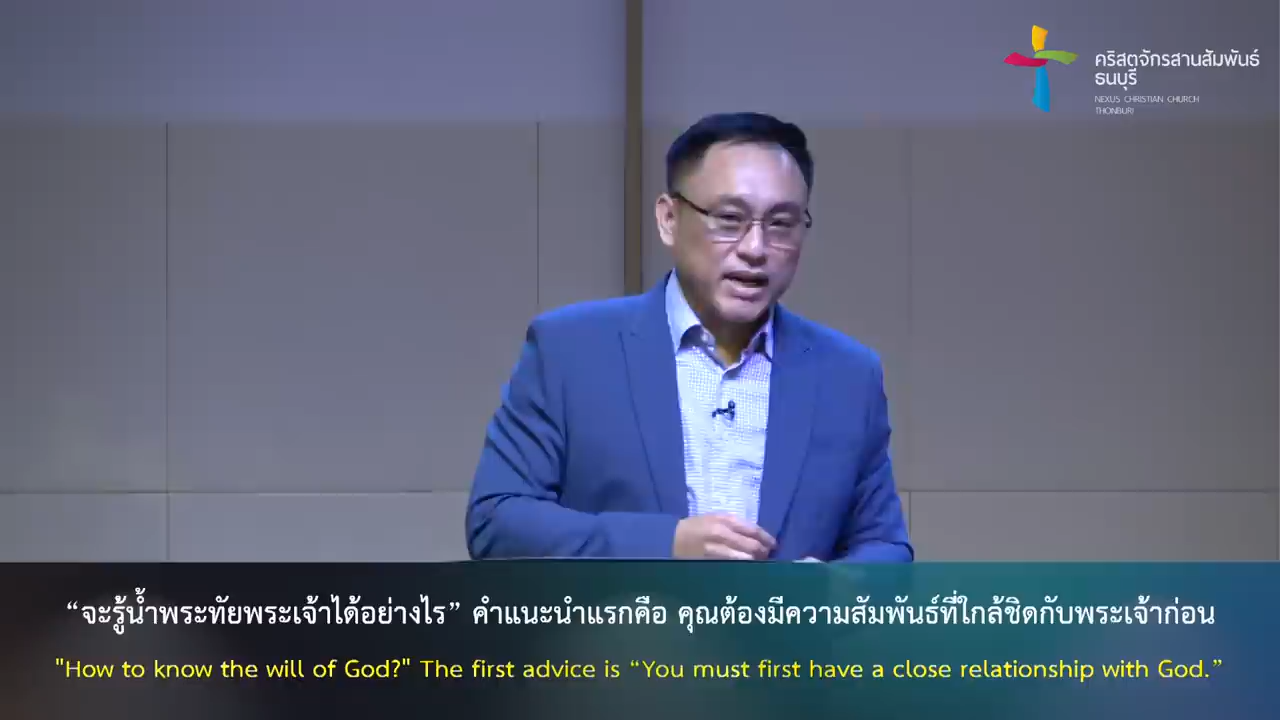 คริสตจักรสานสัมพันธ์
ธนบุรี
NEXUS CHRISTIAN CHURCH
THONBURI
“จะรู้น้ำพระทัยพระเจ้าได้อย่างไร” คำแนะนำแรกคือ คุณต้องมีความสัมพันธ์ที่ใกล้ชิดกับพระเจ้าก่อน
"How to know the will of God?" The first advice is “You must first have a close relationship with God.”